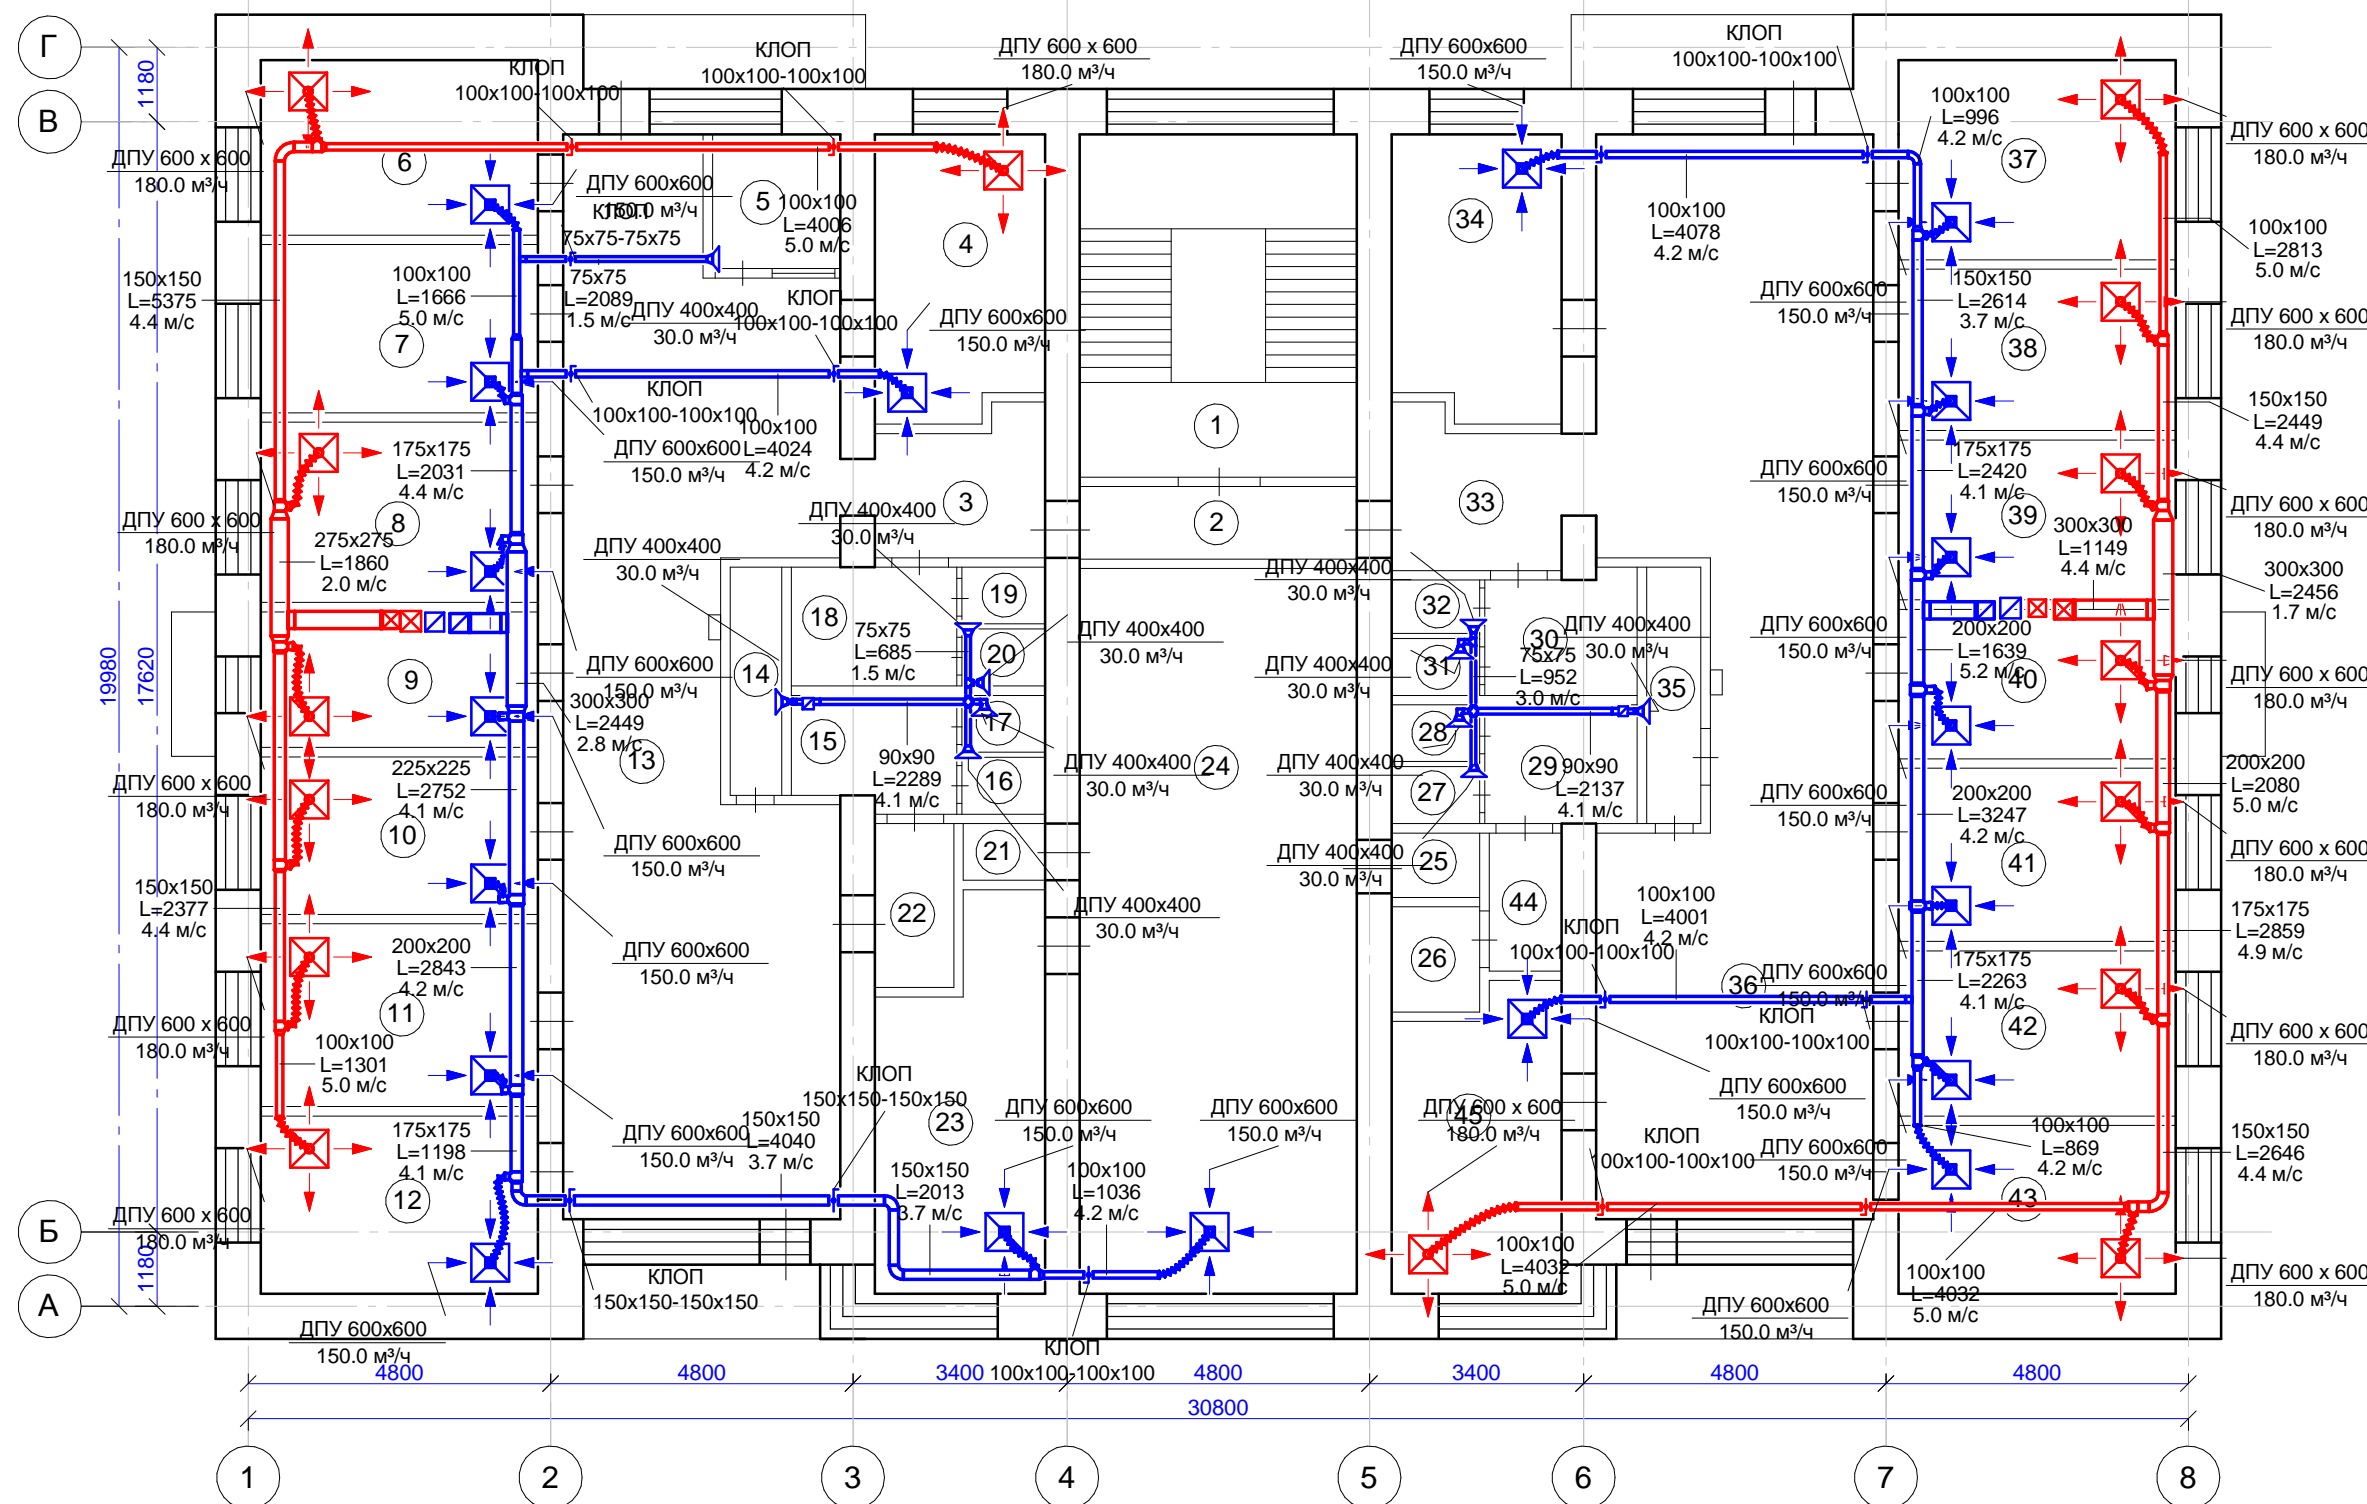 Г
В
Б
А
1180
17620
19980
1180
ДПУ 600 x 600
180.0 м³/ч
КЛОП
100x100-100x100
КЛОП
100x100-100x100
ДПУ 600 x 600
180.0 м³/ч
ДПУ 600x600
150.0 м³/ч
КЛОП
100x100-100x100
100x100
L=996
4.2 м/с
ДПУ 600 x 600
180.0 м³/ч
6
ДПУ 600x600
150.0 м³/ч
КЛОП
75x75-75x75
5
100x100
L=4006
5.0 м/с
4
34
100x100
L=4078
4.2 м/с
37
100x100
L=2813
5.0 м/с
150x150
L=5375
4.4 м/с
100x100
L=1666
5.0 м/с
75x75
L=2089
1.5 м/с
ДПУ 400x400
30.0 м³/ч
КЛОП
100x100-100x100
ДПУ 600x600
150.0 м³/ч
ДПУ 600x600
150.0 м³/ч
150x150
L=2614
3.7 м/с
ДПУ 600 x 600
180.0 м³/ч
7
38
КЛОП
100x100-100x100
100x100
L=4024
4.2 м/с
1
150x150
L=2449
4.4 м/с
175x175
L=2031
4.4 м/с
ДПУ 600x600
150.0 м³/ч
ДПУ 600x600
150.0 м³/ч
175x175
L=2420
4.1 м/с
ДПУ 600 x 600
180.0 м³/ч
8
ДПУ 400x400
30.0 м³/ч
3
2
33
39
ДПУ 600 x 600
180.0 м³/ч
275x275
L=1860
2.0 м/с
ДПУ 400x400
30.0 м³/ч
ДПУ 400x400
30.0 м³/ч
300x300
L=1149
4.4 м/с
300x300
L=2456
1.7 м/с
18
19
32
30
75x75
L=685
1.5 м/с
20
ДПУ 400x400
30.0 м³/ч
ДПУ 400x400
30.0 м³/ч
31
75x75
L=952
3.0 м/с
ДПУ 400x400
30.0 м³/ч
35
ДПУ 600x600
150.0 м³/ч
200x200
L=1639
5.2 м/с
40
ДПУ 600 x 600
180.0 м³/ч
9
ДПУ 600x600
150.0 м³/ч
14
300x300
L=2449
2.8 м/с
13
15
17
28
ДПУ 600 x 600
180.0 м³/ч
225x225
L=2752
4.1 м/с
90x90
L=2289
4.1 м/с
16
ДПУ 400x400
30.0 м³/ч
24
ДПУ 400x400
30.0 м³/ч
27
29
90x90
L=2137
4.1 м/с
ДПУ 600x600
150.0 м³/ч
200x200
L=3247
4.2 м/с
200x200
L=2080
5.0 м/с
10
ДПУ 600x600
150.0 м³/ч
21
ДПУ 400x400
30.0 м³/ч
25
41
ДПУ 600 x 600
180.0 м³/ч
150x150
L=2377
4.4 м/с
22
ДПУ 400x400
30.0 м³/ч
44
100x100
L=4001
4.2 м/с
175x175
L=2859
4.9 м/с
200x200
L=2843
4.2 м/с
ДПУ 600x600
150.0 м³/ч
26
КЛОП
100x100-100x100
36
ДПУ 600x600
150.0 м³/ч
175x175
L=2263
4.1 м/с
11
ДПУ 600 x 600
180.0 м³/ч
КЛОП
100x100-100x100
42
ДПУ 600 x 600
180.0 м³/ч
100x100
L=1301
5.0 м/с
КЛОП
150x150-150x150
ДПУ 600x600
150.0 м³/ч
175x175
L=1198
4.1 м/с
ДПУ 600x600
150.0 м³/ч
150x150
L=4040
3.7 м/с
23
ДПУ 600x600
150.0 м³/ч
ДПУ 600x600
150.0 м³/ч
45
ДПУ 600 x 600
180.0 м³/ч
КЛОП
100x100-100x100
ДПУ 600x600
150.0 м³/ч
100x100
L=869
4.2 м/с
150x150
L=2646
4.4 м/с
12
150x150
L=2013
3.7 м/с
100x100
L=1036
4.2 м/с
43
ДПУ 600 x 600
180.0 м³/ч
КЛОП
150x150-150x150
100x100
L=4032
5.0 м/с
100x100
L=4032
5.0 м/с
ДПУ 600 x 600
180.0 м³/ч
ДПУ 600x600
150.0 м³/ч
ДПУ 600x600
150.0 м³/ч
КЛОП
100x100-100x100
4800
4800
3400
4800
3400
4800
4800
30800
1
2
3
4
5
6
7
8